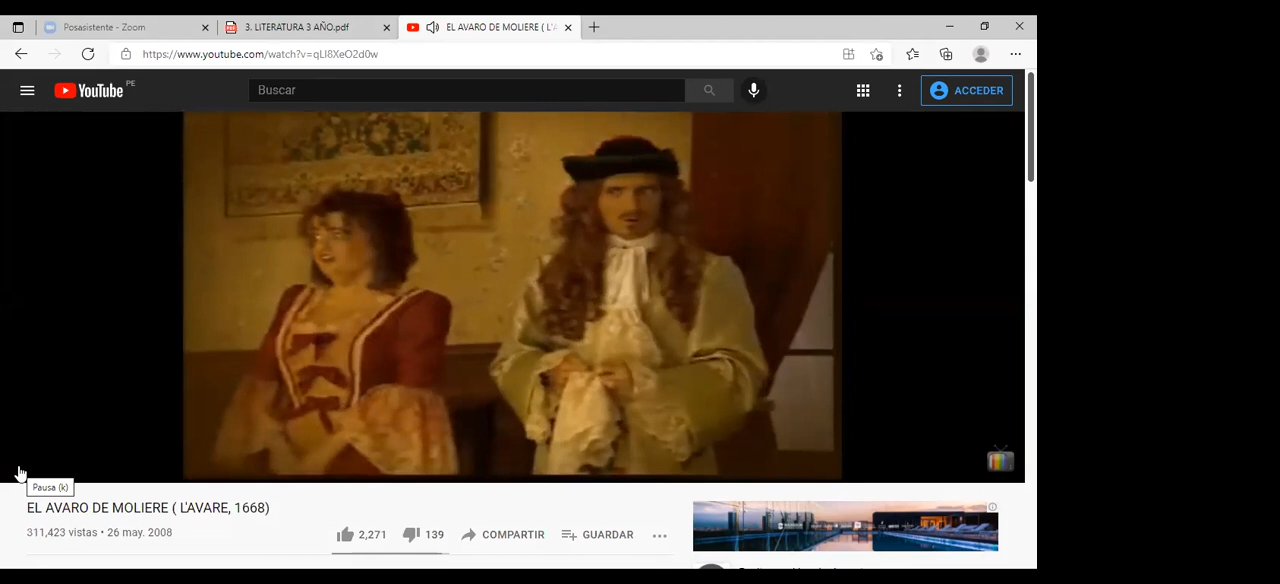 Posasistente - Zoom
3. LITERATURA 3 AÑO.pdf
EL AVARO DE MOLIERE ( L'A
https://www.youtube.com/watch?v=qLl8XeO2d0w
YouTube PE
Buscar
ACCEDER
Pausa (k)
EL AVARO DE MOLIERE ( L'AVARE, 1668)
311,423 vistas • 26 may. 2008
2,271
139
COMPARTIR
GUARDAR